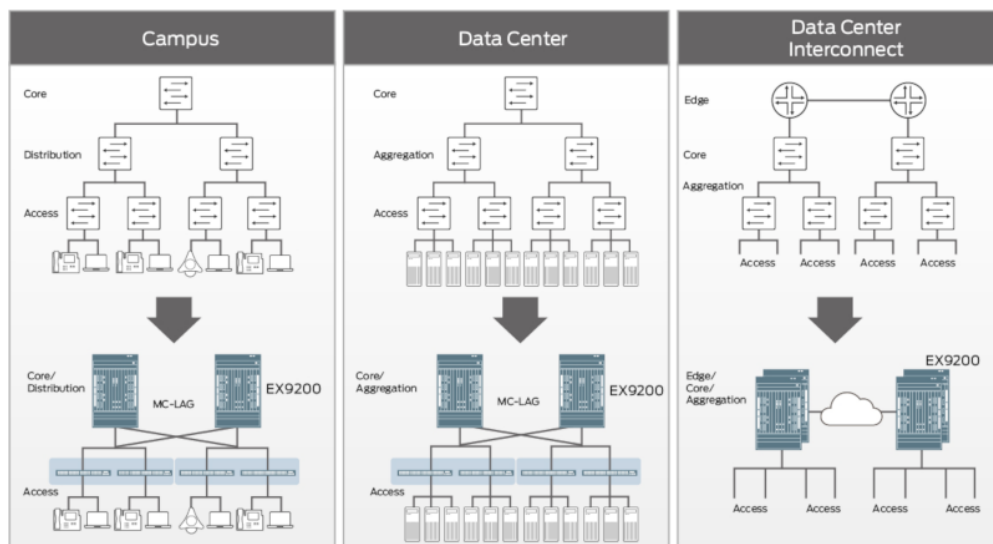 Campus
Core
Distribution
Access
Core/
Distribution
MC-LAG
EX9200
Access
Data Center
Core
Aggregation
Access
Core/
Aggregation
MC-LAG
EX9200
Access
Data Center
Interconnect
Edge
Core
Aggregation
Access Access Access Access
EX9200
Edge/
Core/
Aggregation
Access Access Access Access